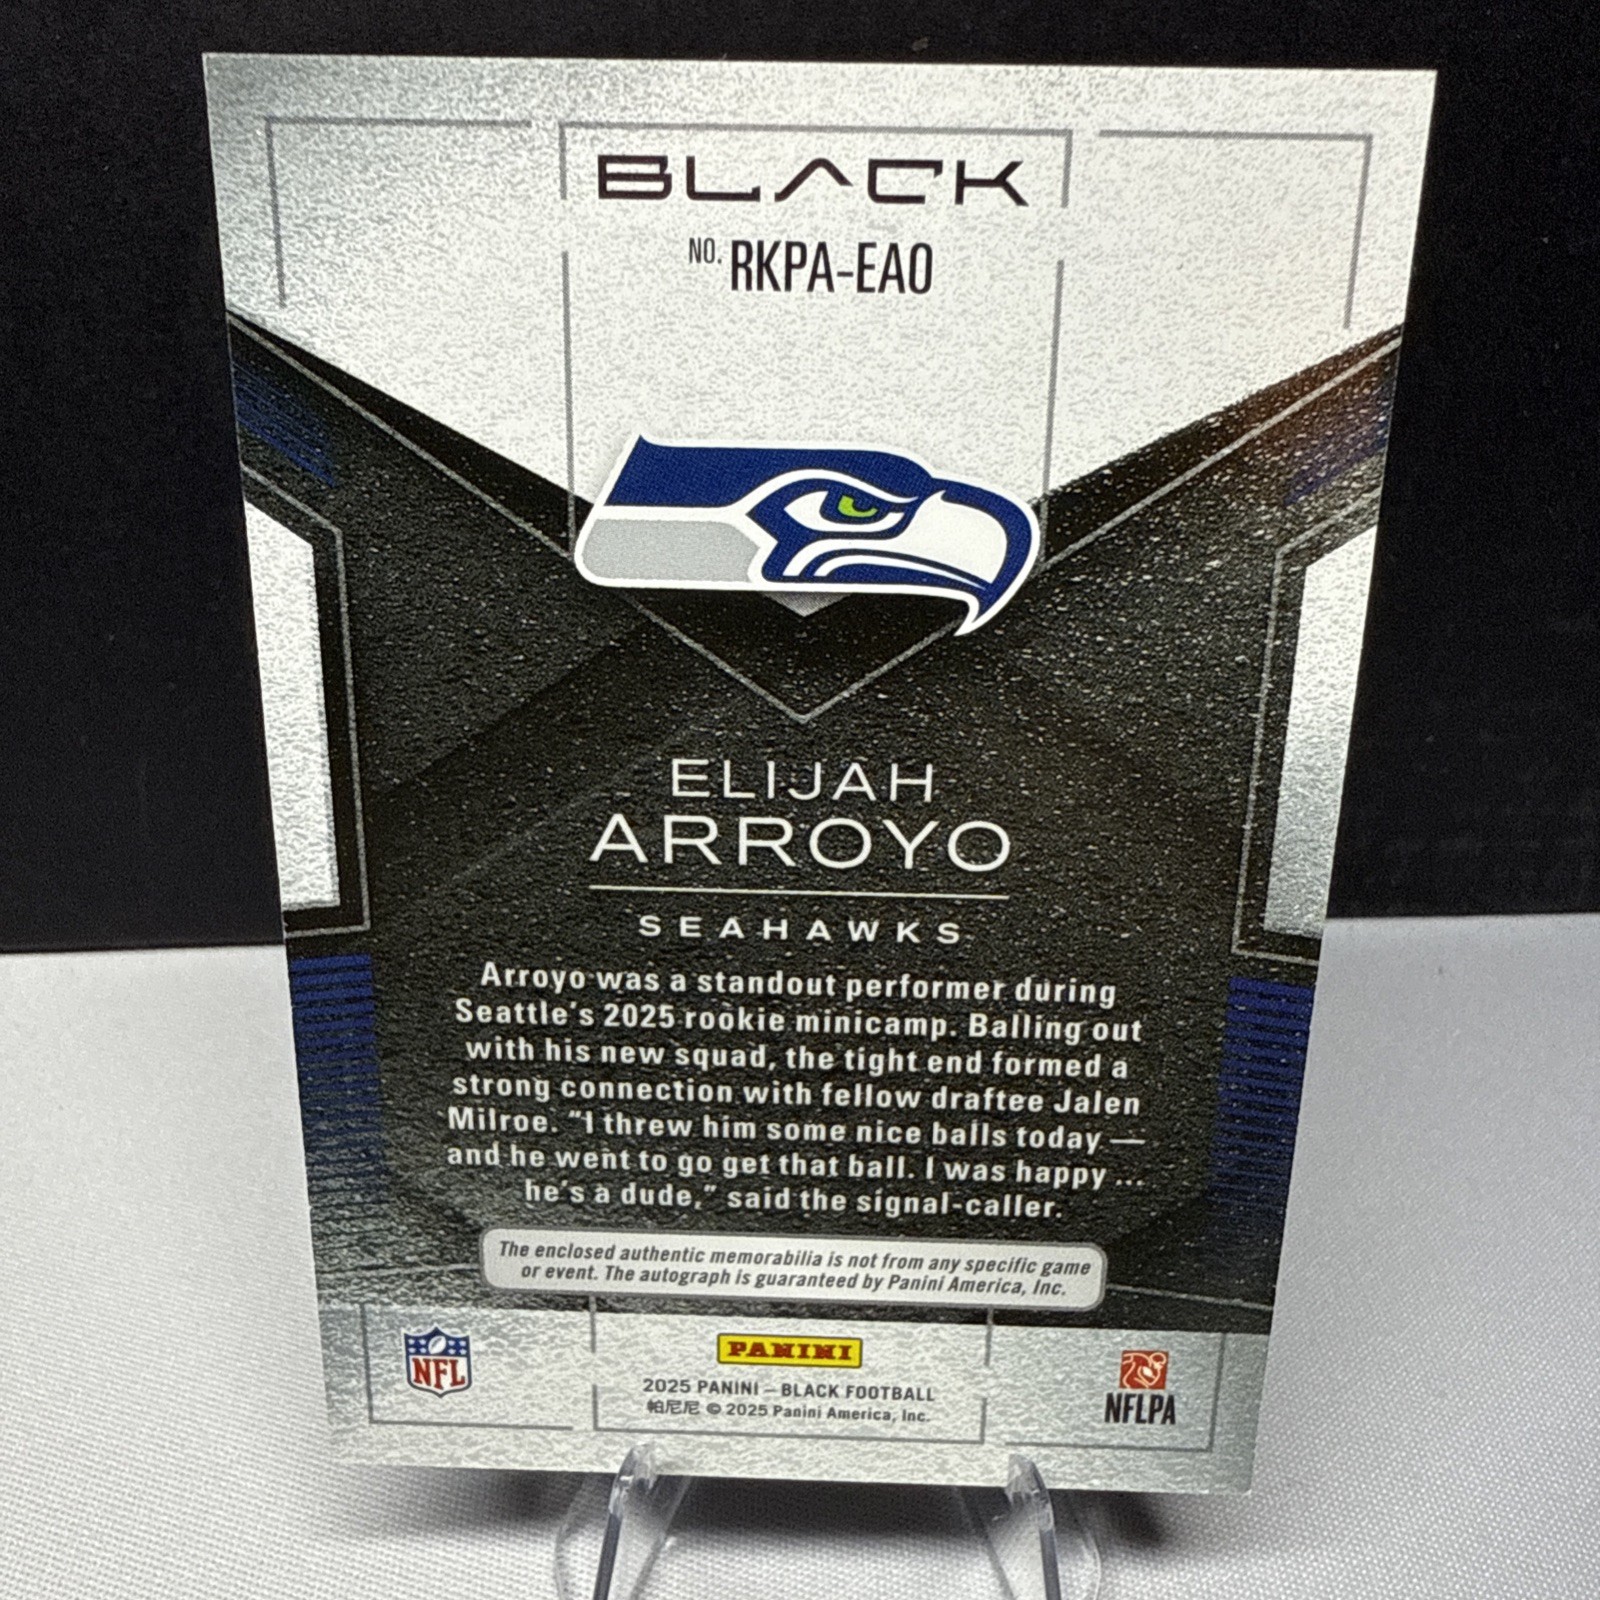 BLACK
NO. RKPA-EAO
ELIJAH
ARROYO
SEAHAWKS
Arroyo was a standout performer during
Seattle's 2025 rookie minicamp. Balling out
with his new squad, the tight end formed a
strong connection with fellow draftee Jalen
Milroe. “I threw him some nice balls today —
and he went to go get that ball. I was happy ...
he's a dude,” said the signal-caller.
The enclosed authentic memorabilia is not from any specific game
or event. The autograph is guaranteed by Panini America, Inc.
NFL
PANINI
2025 PANINI – BLACK FOOTBALL
帕尼尼 © 2025 Panini America, Inc.
NFLPA